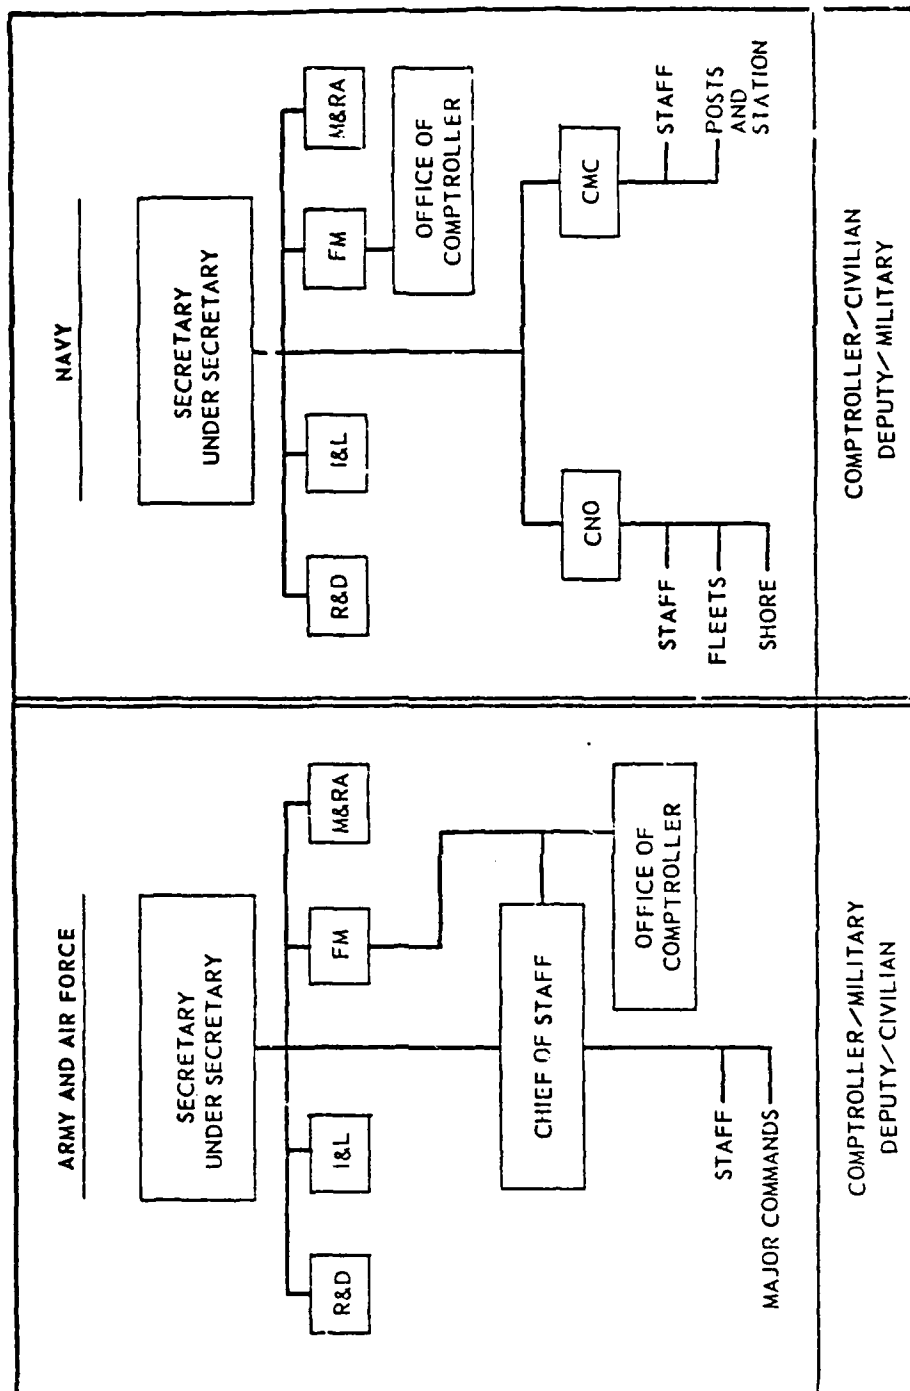 ARMY AND AIR FORCE
SECRETARY
UNDER SECRETARY
R&D
I&L
FM
M&RA
CHIEF OF STAFF
OFFICE OF
COMPTROLLER
STAFF
MAJOR COMMANDS
COMPTROLLER/MILITARY
DEPUTY/CIVILIAN
NAVY
SECRETARY
UNDER SECRETARY
R&D
I&L
FM
M&RA
OFFICE OF
COMPTROLLER
CNO
STAFF
FLEETS
SHORE
CMC
STAFF
POSTS
AND
STATION
COMPTROLLER/CIVILIAN
DEPUTY/MILITARY